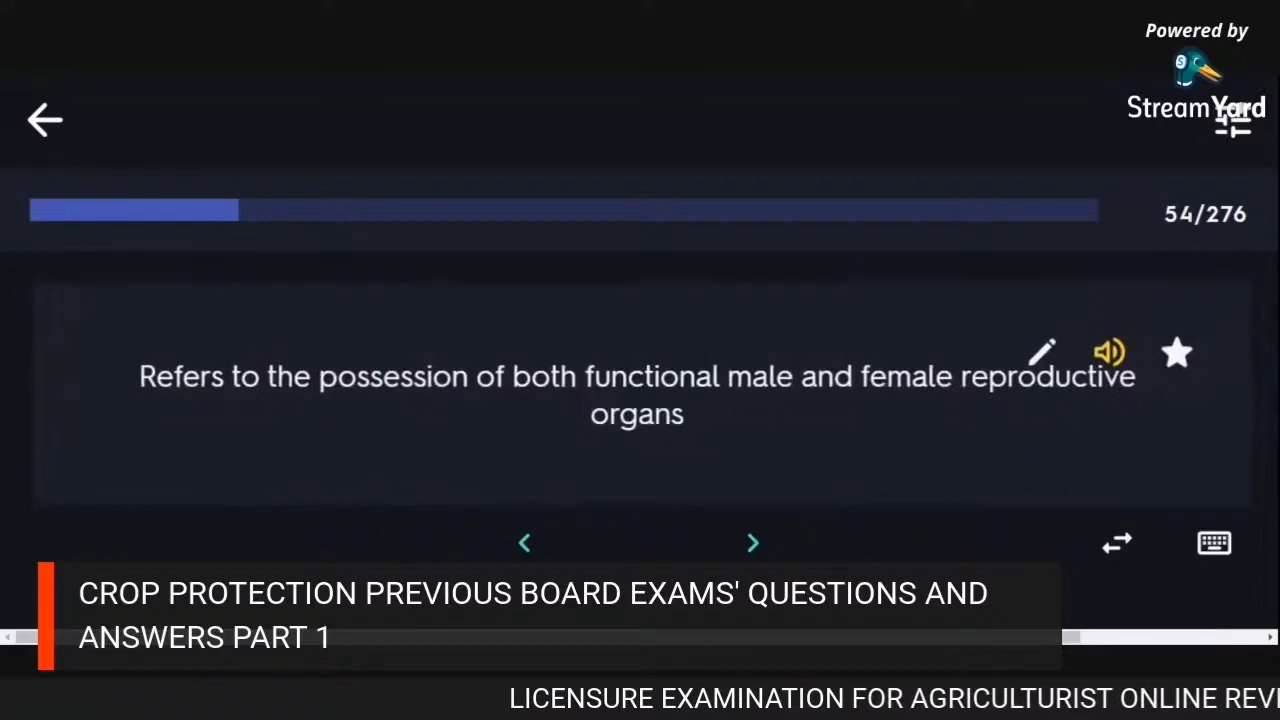 Powered by
StreamYard
54/276
Refers to the possession of both functional male and female reproductive
organs
CROP PROTECTION PREVIOUS BOARD EXAMS' QUESTIONS AND
ANSWERS PART 1
LICENSURE EXAMINATION FOR AGRICULTURIST ONLINE REVI